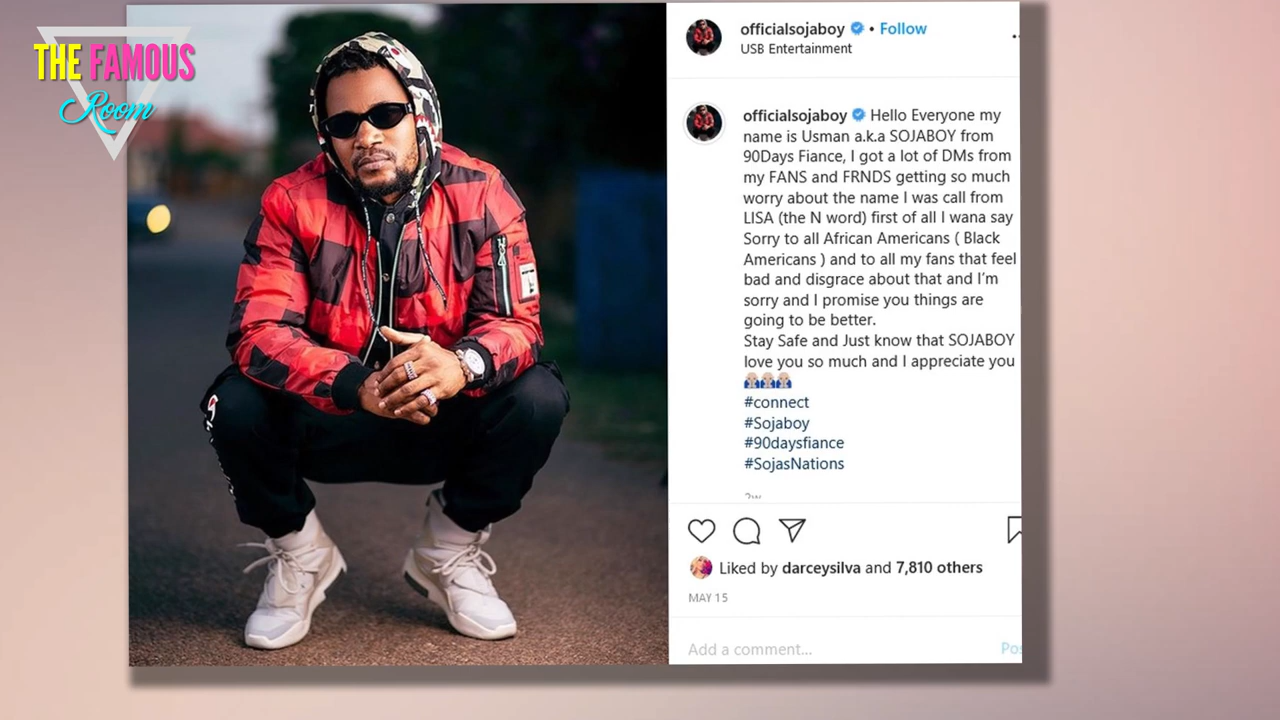 THE FAMOUS
Room
officialsojaboy • Follow
USB Entertainment
officialsojaboy Hello Everyone my
name is Usman a.k.a SOJABOY from
90Days Fiance, I got a lot of DMs from
my FANS and FRNDS getting so much
worry about the name I was call from
LISA (the N word) first of all I wana say
Sorry to all African Americans ( Black
Americans ) and to all my fans that feel
bad and disgrace about that and I'm
sorry and I promise you things are
going to be better.
Stay Safe and Just know that SOJABOY
love you so much and I appreciate you
#connect
#Sojaboy
#90daysfiance
#SojasNations
Liked by darceysilva and 7,810 others
MAY 15
Add a comment...